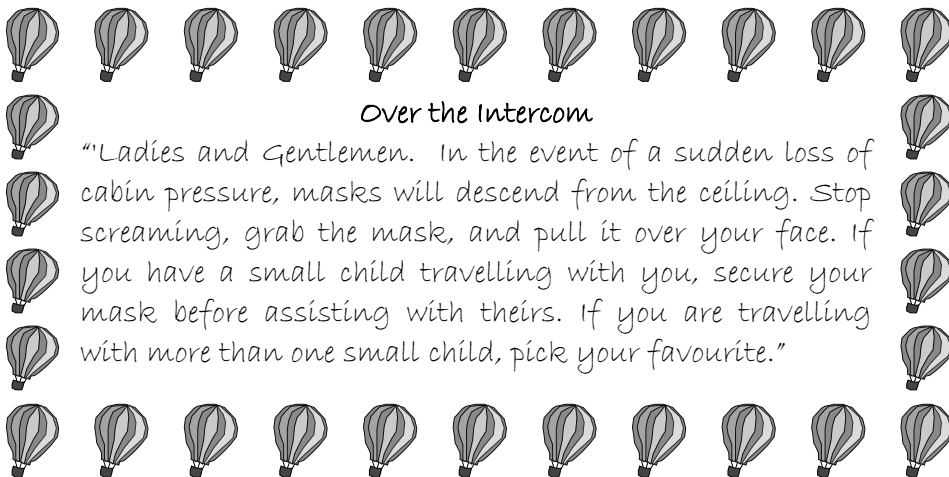 Over the Intercom
“'Ladies and Gentlemen. In the event of a sudden loss of
cabin pressure, masks will descend from the ceiling. Stop
screaming, grab the mask, and pull it over your face. If
you have a small child travelling with you, secure your
mask before assisting with theirs. If you are travelling
with more than one small child, pick your favourite.”